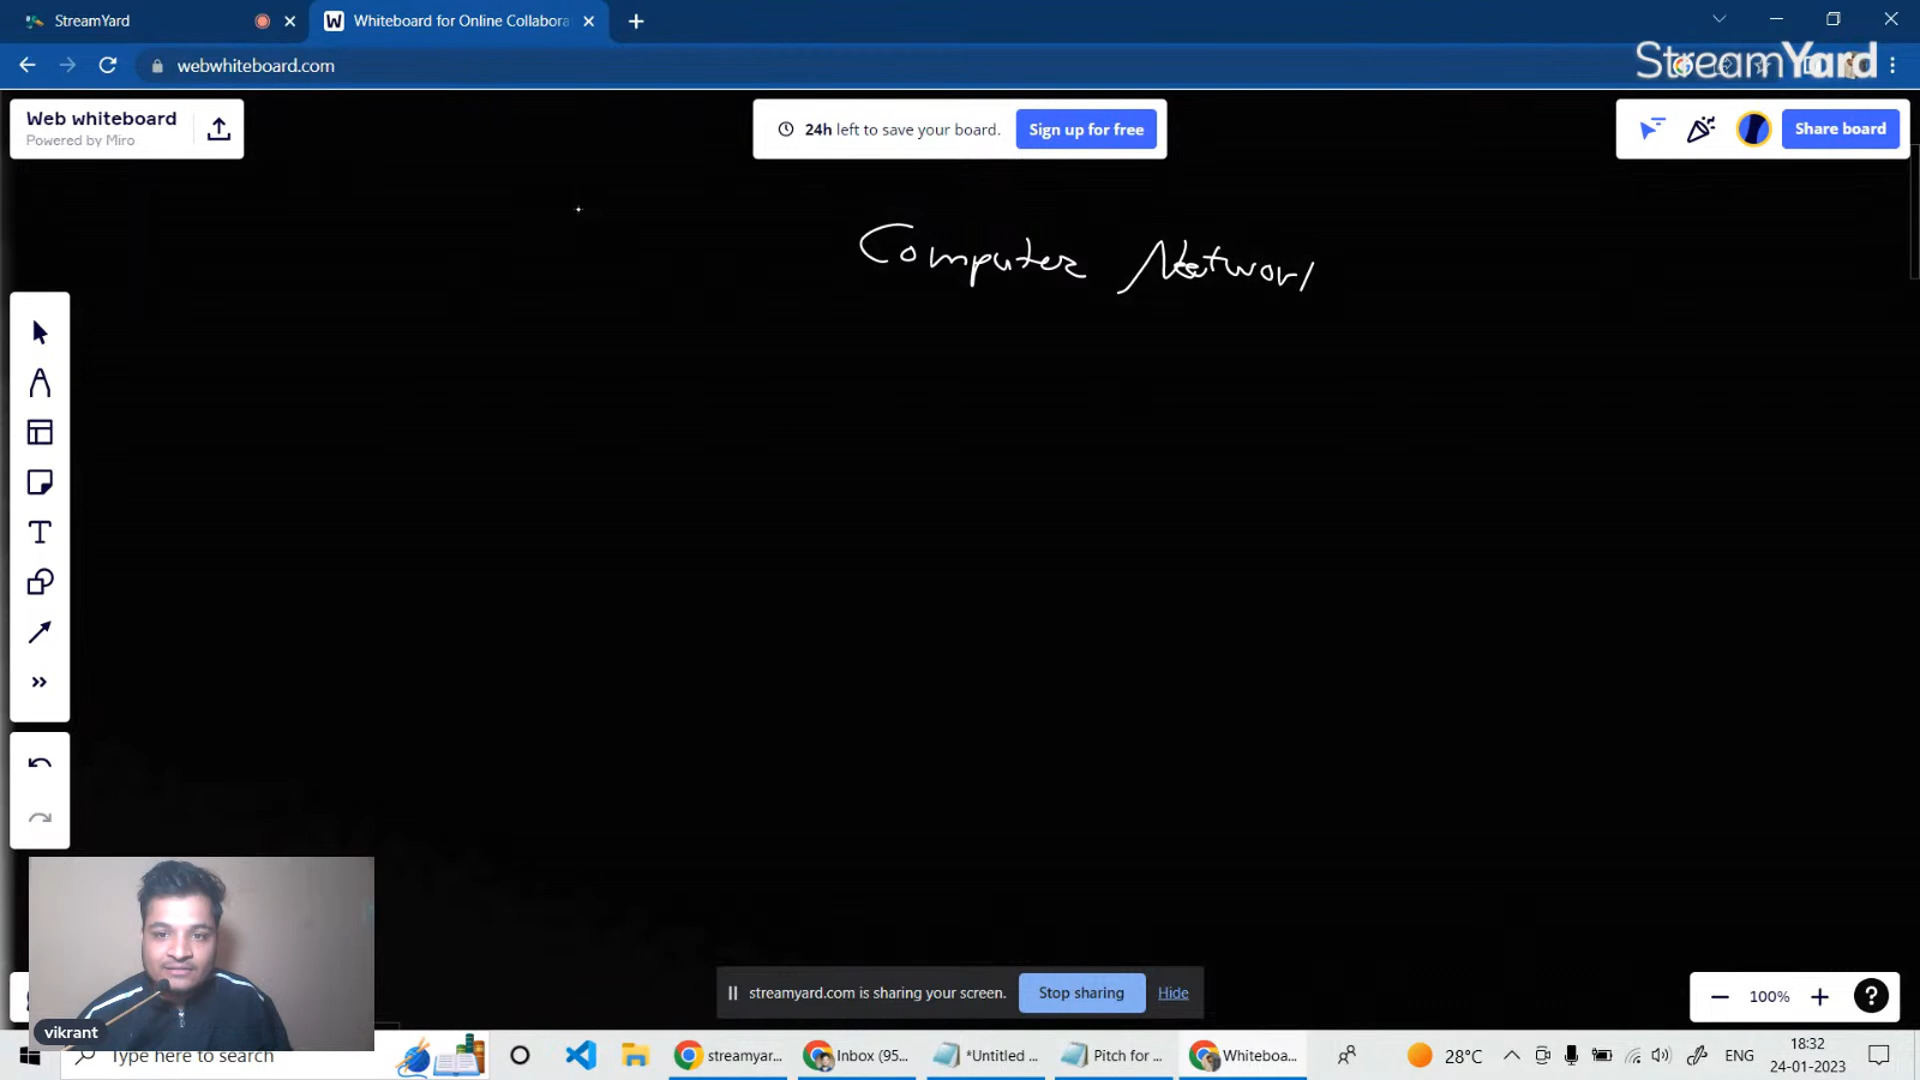 StreamYard
Whiteboard for Online Collabora
webwhiteboard.com
StreamYard
Web whiteboard
Powered by Miro
24h left to save your board.
Sign up for free
Share board
Computer Networ
T
streamyard.com is sharing your screen.
Stop sharing
Hide
100%
?
vikrant
Type here to search
streamyar...
Inbox (95...
*Untitled ...
Pitch for ...
Whiteboa...
28°C
ENG
18:32
24-01-2023